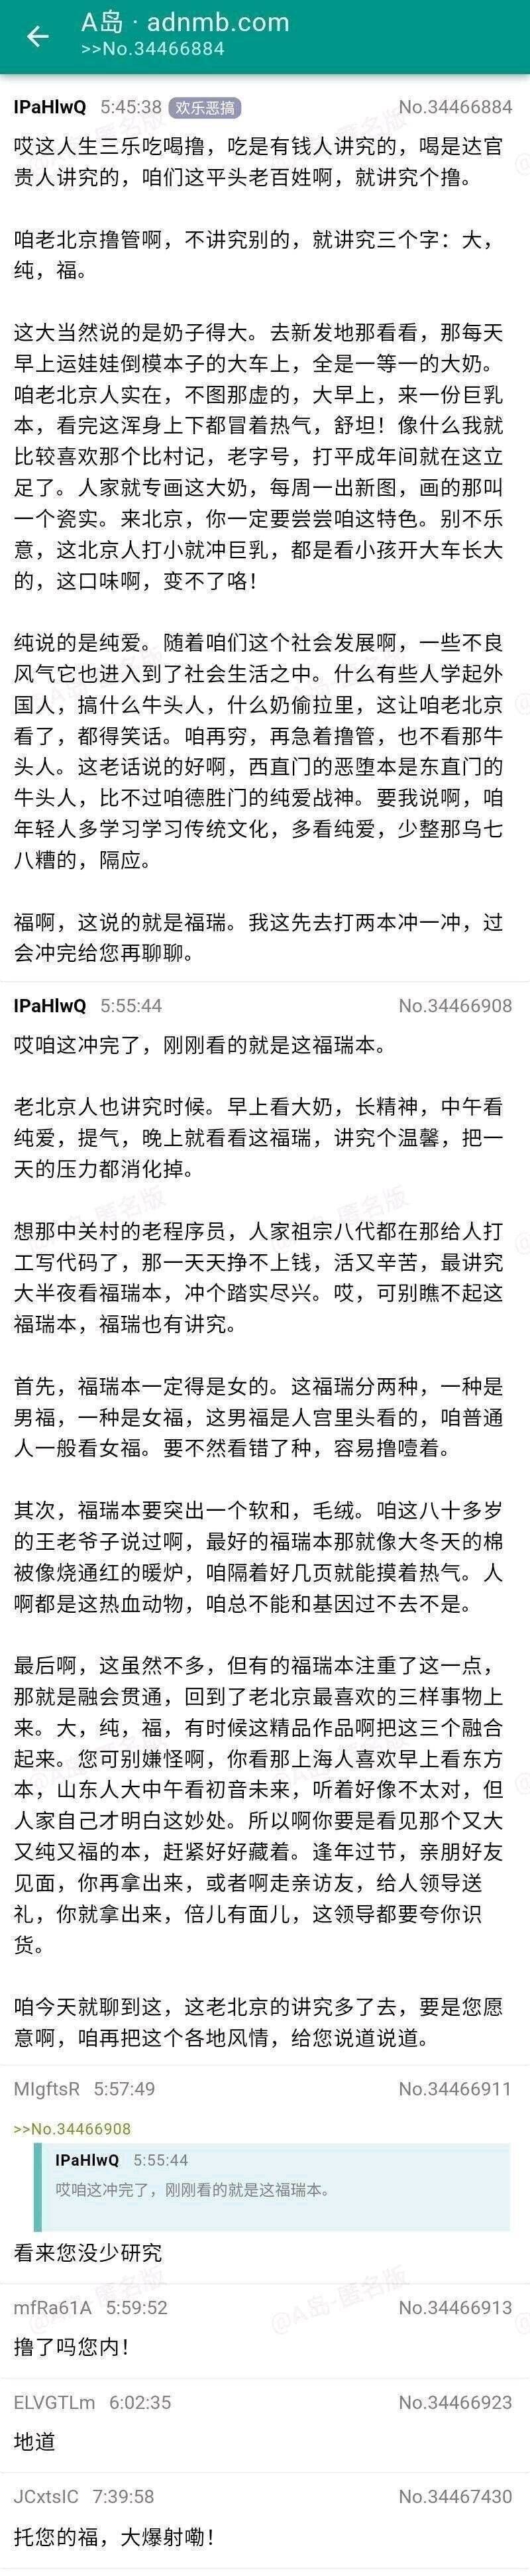 A岛 · adnmb.com
>>No.34466884
IPaHlwQ 5:45:38 欢乐恶搞 No.34466884
哎这人生三乐吃喝撸，吃是有钱人讲究的，喝是达官
贵人讲究的，咱们这平头老百姓啊，就讲究个撸。
咱老北京撸管啊，不讲究别的，就讲究三个字：大，
纯，福。
这大当然说的是奶子得大。去新发地那看看，那每天
早上运娃娃倒模本子的大车上，全是一等一的大奶。
咱老北京人实在，不图那虚的，大早上，来一份巨乳
本，看完这浑身上下都冒着热气，舒坦！像什么我就
比较喜欢那个比村记，老字号，打平成年间就在这立
足了。人家就专画这大奶，每周一出新图，画的那叫
一个瓷实。来北京，你一定要尝尝咱这特色。别不乐
意，这北京人打小就冲巨乳，都是看小孩开大车长大
的，这口味啊，变不了咯！
纯说的是纯爱。随着咱们这个社会发展啊，一些不良
风气它也进入到了社会生活之中。什么有些人学起外
国人，搞什么牛头人，什么奶偷拉里，这让咱老北京
看了，都得笑话。咱再穷，再急着撸管，也不看那牛
头人。这老话说的好啊，西直门的恶堕本是东直门的
牛头人，比不过咱德胜门的纯爱战神。要我说啊，咱
年轻人多学习学习传统文化，多看纯爱，少整那乌七
八糟的，隔应。
福啊，这说的就是福瑞。我这先去打两本冲一冲，过
会冲完给您再聊聊。
IPaHlwQ 5:55:44 No.34466908
哎咱这冲完了，刚刚看的就是这福瑞本。
老北京人也讲究时候。早上看大奶，长精神，中午看
纯爱，提气，晚上就看看这福瑞，讲究个温馨，把一
天的压力都消化掉。
想那中关村的老程序员，人家祖宗八代都在那给人打
工写代码了，那一天天挣不上钱，活又辛苦，最讲究
大半夜看福瑞本，冲个踏实尽兴。哎，可别瞧不起这
福瑞本，福瑞也有讲究。
首先，福瑞本一定得是女的。这福瑞分两种，一种是
男福，一种是女福，这男福是人宫里头看的，咱普通
人一般看女福。要不然看错了种，容易撸噎着。
其次，福瑞本要突出一个软和，毛绒。咱这八十多岁
的王老爷子说过啊，最好的福瑞本那就像大冬天的棉
被像烧通红的暖炉，咱隔着好几页就能摸着热气。人
啊都是这热血动物，咱总不能和基因过不去不是。
最后啊，这虽然不多，但有的福瑞本注重了这一点，
那就是融会贯通，回到了老北京最喜欢的三样事物上
来。大，纯，福，有时候这精品作品啊把这三个融合
起来。您可别嫌怪啊，你看那上海人喜欢早上看东方
本，山东人大中午看初音未来，听着好像不太对，但
人家自己才明白这妙处。所以啊你要是看见那个又大
又纯又福的本，赶紧好好藏着。逢年过节，亲朋好友
见面，你再拿出来，或者啊走亲访友，给人领导送
礼，你就拿出来，倍儿有面儿，这领导都要夸你识
货。
咱今天就聊到这，这老北京的讲究多了去，要是您愿
意啊，咱再把这个各地风情，给您说道说道。
MIgftsR 5:57:49 No.34466911
>>No.34466908
IPaHlwQ 5:55:44
哎咱这冲完了，刚刚看的就是这福瑞本。
看来您没少研究
mfRa61A 5:59:52 No.34466913
撸了吗您内！
ELVGTLm 6:02:35 No.34466923
地道
JCxtsIC 7:39:58 No.34467430
托您的福，大爆射嘞！
@A岛-匿名版